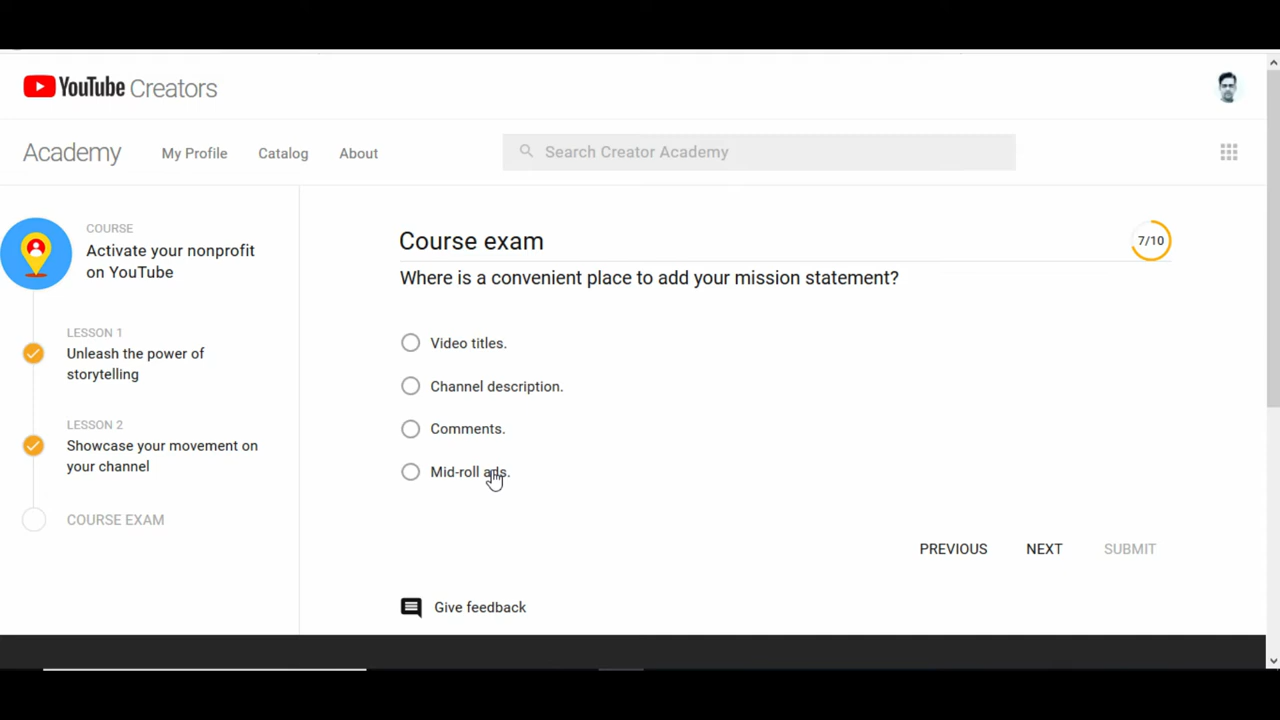 YouTube Creators
Academy My Profile Catalog About Search Creator Academy
COURSE
Activate your nonprofit
on YouTube
LESSON 1
Unleash the power of
storytelling
LESSON 2
Showcase your movement on
your channel
COURSE EXAM
Course exam 7/10
Where is a convenient place to add your mission statement?
Video titles.
Channel description.
Comments.
Mid-roll ads.
PREVIOUS NEXT SUBMIT
Give feedback